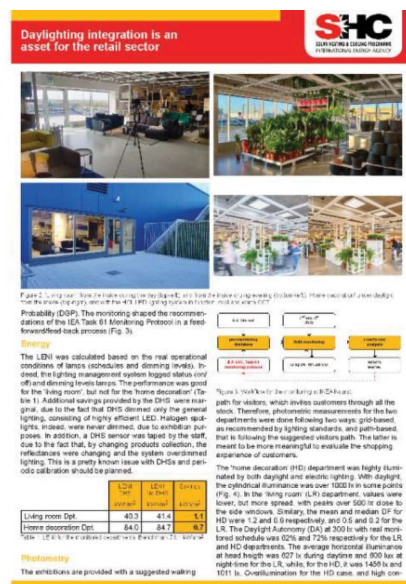 Daylighting integration is an
asset for the retail sector
SHC
SOLAR HEATING & COOLING PROGRAMME
INTERNATIONAL ENERGY AGENCY
Probability (DGP). The monitoring shaped the recommen-
dations of the IEA Task 61 Monitoring Protocol in a feed-
forward/feed-back process (Fig. 3).
Energy
The LENI was calculated based on the real operational
conditions of lamps (schedules and dimming levels). In-
deed, the lighting management system logged status (on/
off) and dimming levels lamps. The performance was good
for the 'living room', but not for the 'home decoration' (Ta-
ble 1). Additional savings provided by the DHS were mar-
ginal, due to the fact that DHS dimmed only the general
lighting, consisting of highly efficient LED. Halogen spot-
lights, indeed, were never dimmed, due to exhibition pur-
poses. In addition, a DHS sensor was taped by the staff,
due to the fact that, by changing products collection, the
reflectances were changing and the system overdimmed
lighting. This is a pretty known issue with DHSs and peri-
odic calibration should be planned.
LENI LENI Savings
Living room Dpt. 40.3 41.4 1.1
Home decoration Dpt. 84.0 84.7 0.7
Photometry
The exhibitions are provided with a suggested walking
path for visitors, which invites customers through all the
stock. Therefore, photometric measurements for the two
departments were done following two ways: grid-based,
as recommended by lighting standards, and path-based,
that is following the suggested visitors path. The latter is
meant to be more meaningful to evaluate the shopping
experience of customers.
The 'home decoration' (HD) department was highly illumi-
nated by both daylight and electric lighting. With daylight,
the cylindrical illuminance was over 1000 lx in some points
(Fig. 4). In the 'living room' (LR) department, values were
lower, but more spread, with peaks over 500 lx close to
the side windows. Similarly, the mean and median DF for
HD were 1.2 and 0.6 respectively, and 0.5 and 0.2 for the
LR. The Daylight Autonomy (DA) at 300 lx with real moni-
tored schedule was 02% and 72% respectively for the LR
and HD departments. The average horizontal illuminance
at head heigth was 627 lx during daytime and 600 lux at
night-time for the LR, while, for the HD, it was 1456 lx and
1011 lx. Overillumination for the HD case, and high con-